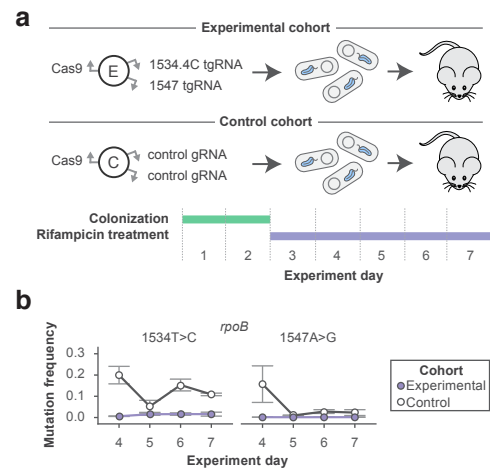 a
Experimental cohort
Cas9 E 1534.4C tgRNA
1547 tgRNA
Control cohort
Cas9 C control gRNA
control gRNA
Colonization
Rifampicin treatment
1 2 3 4 5 6 7
Experiment day
b
rpoB
1534T>C 1547A>G
Mutation frequency
0.3
0.2
0.1
0.0
4 5 6 7 4 5 6 7
Experiment day
Cohort
Experimental
Control